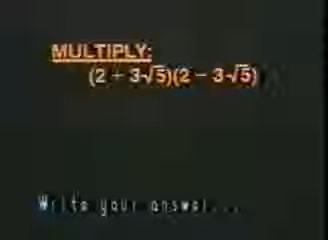 MULTIPLY:
(2 + 3√5)(2 − 3√5)
Write your answer...